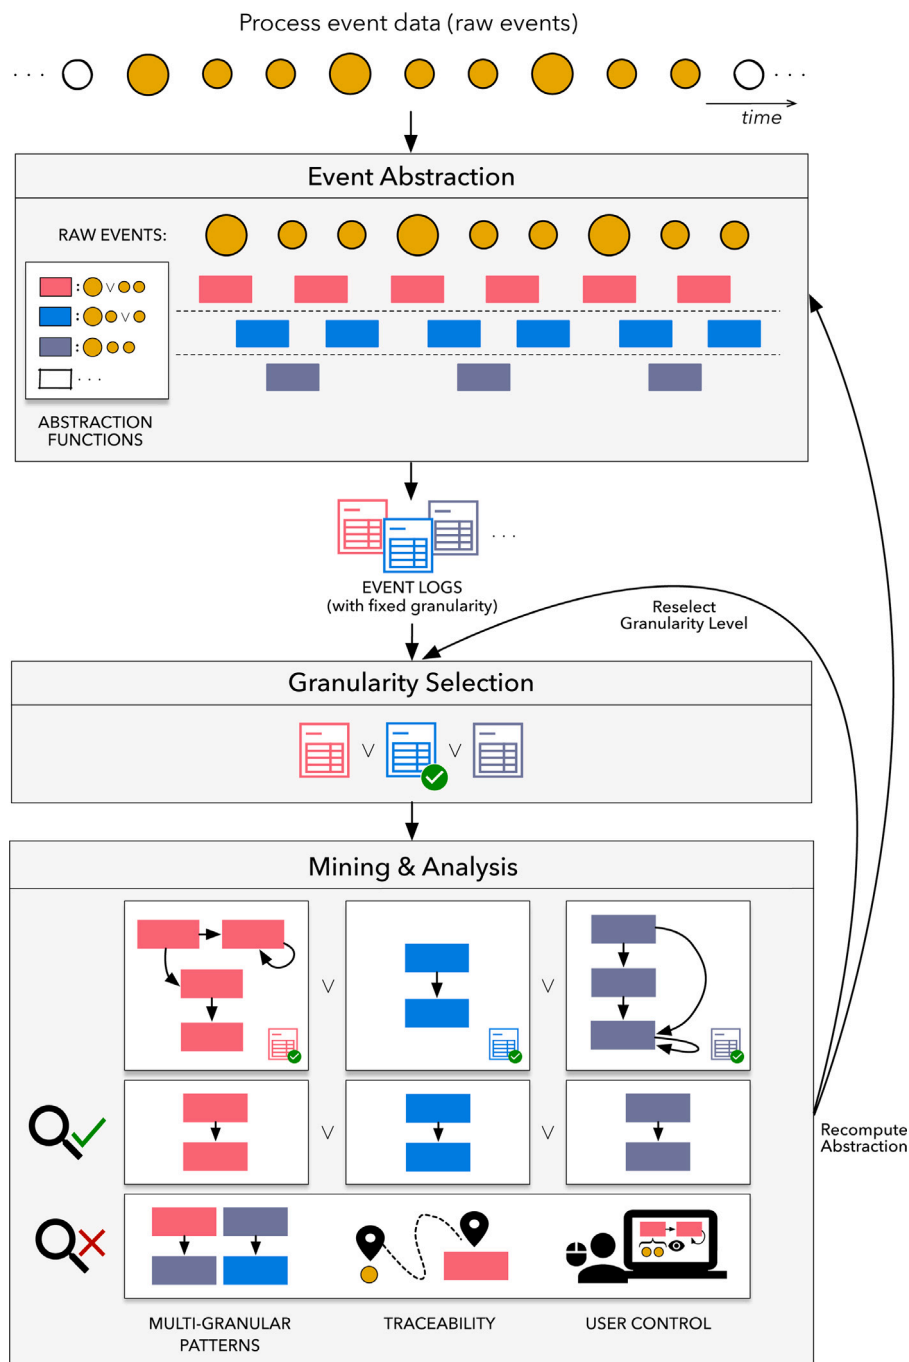 Process event data (raw events)
. . .
. . .
time
Event Abstraction
RAW EVENTS:
: ∨
: ∨
:
. . .
ABSTRACTION
FUNCTIONS
. . .
EVENT LOGS
(with fixed granularity)
Reselect
Granularity Level
Granularity Selection
∨ ∨
Mining & Analysis
∨ ∨
∨ ∨
Recompute
Abstraction
MULTI-GRANULAR
PATTERNS
TRACEABILITY
USER CONTROL